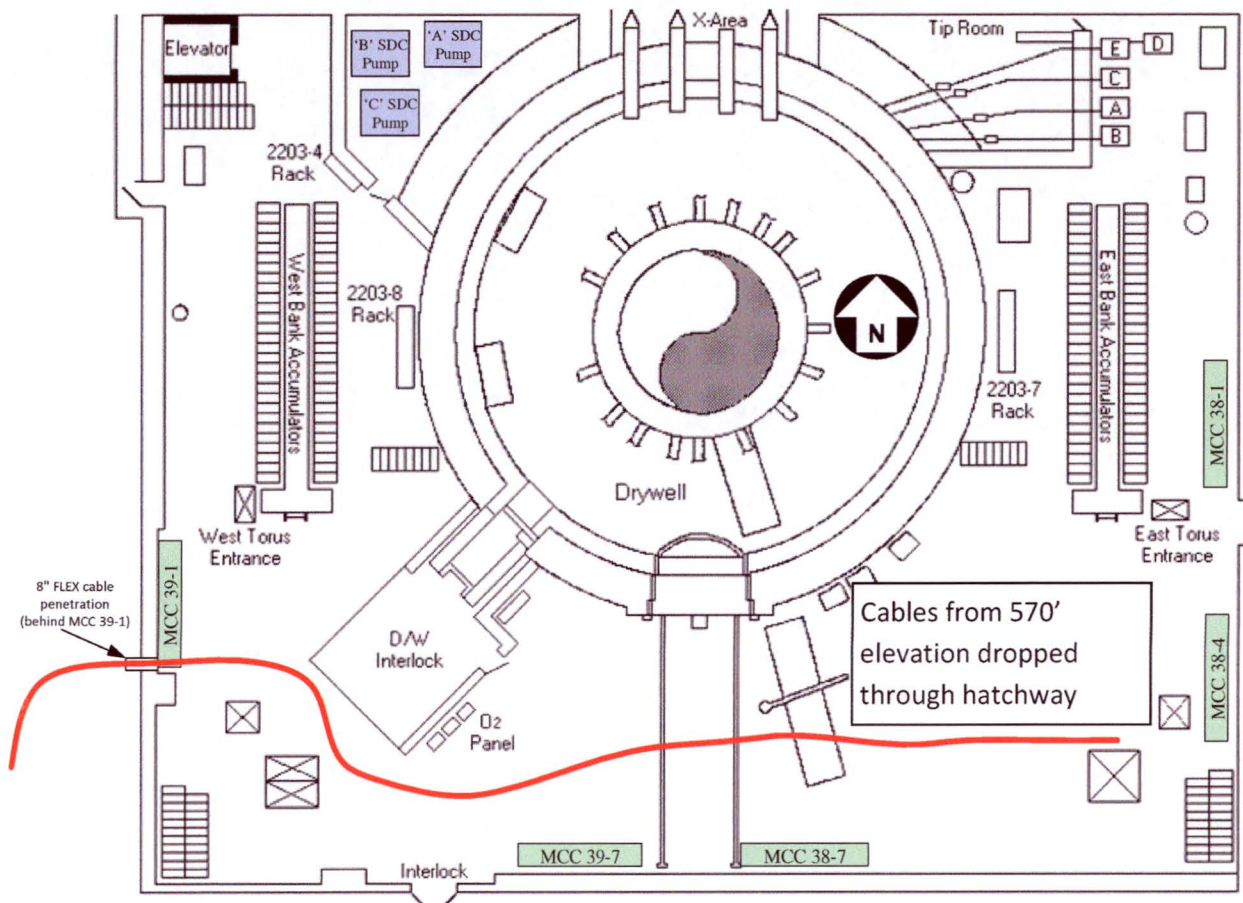 Elevator
'B' SDC
Pump
'A' SDC
Pump
'C' SDC
Pump
X-Area
Tip Room
E
D
C
A
B
2203-4
Rack
West Bank Accumulators
2203-8
Rack
N
2203-7
Rack
East Bank Accumulators
MCC 38-1
Drywell
West Torus
Entrance
East Torus
Entrance
8" FLEX cable
penetration
(behind MCC 39-1)
MCC 39-1
D/W
Interlock
O2
Panel
Cables from 570'
elevation dropped
through hatchway
MCC 38-4
MCC 39-7
MCC 38-7
Interlock